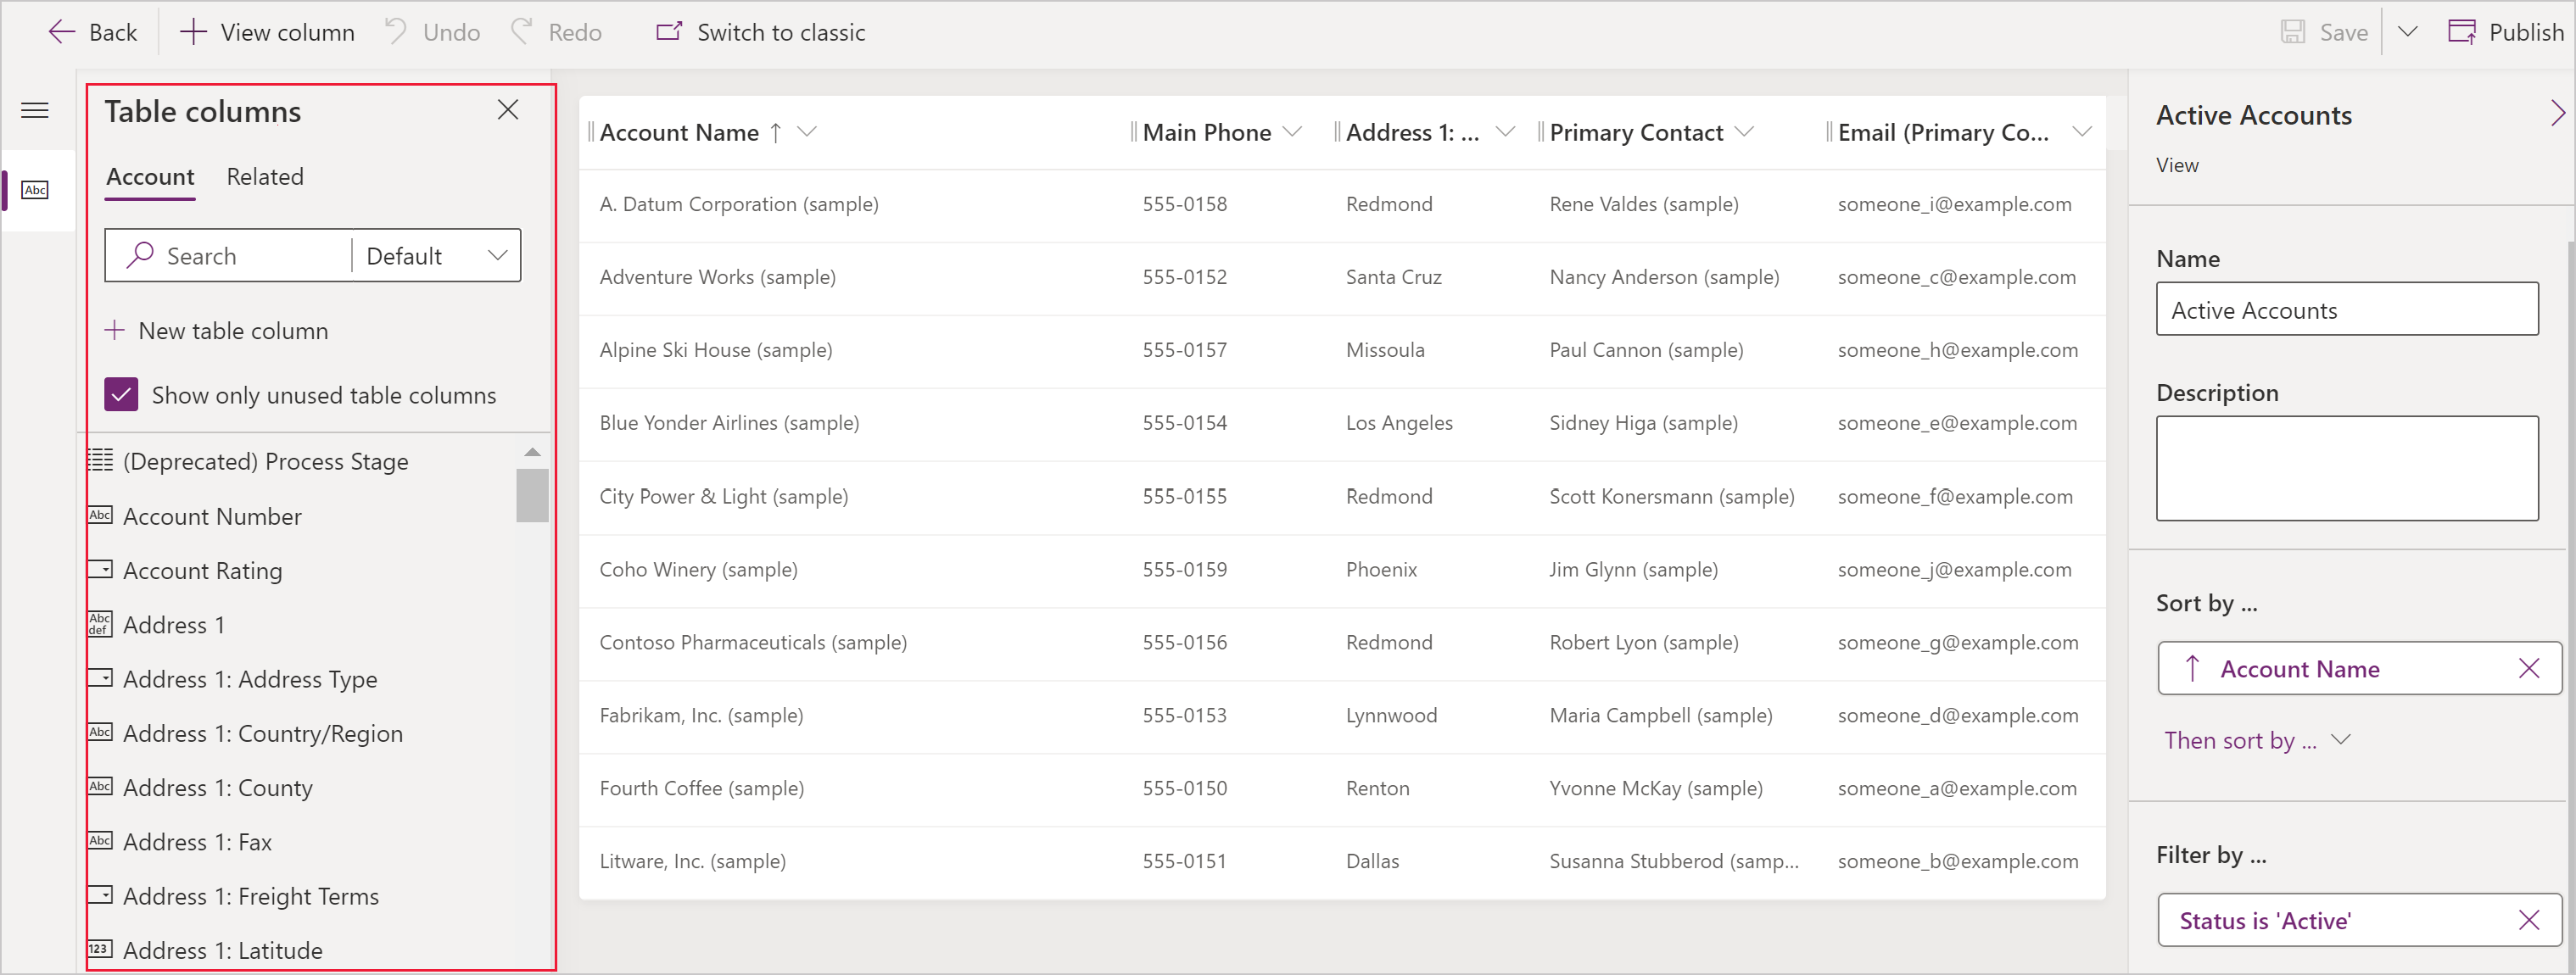 Back
View column
Undo
Redo
Switch to classic
Save
Publish
Table columns
Account
Related
Search
Default
New table column
Show only unused table columns
(Deprecated) Process Stage
Abc
Account Number
Account Rating
Abc
def
Address 1
Address 1: Address Type
Abc
Address 1: Country/Region
Abc
Address 1: County
Abc
Address 1: Fax
Address 1: Freight Terms
123
Address 1: Latitude
Abc
Account Name Main Phone Address 1: ... Primary Contact Email (Primary Co...
A. Datum Corporation (sample) 555-0158 Redmond Rene Valdes (sample) someone_i@example.com
Adventure Works (sample) 555-0152 Santa Cruz Nancy Anderson (sample) someone_c@example.com
Alpine Ski House (sample) 555-0157 Missoula Paul Cannon (sample) someone_h@example.com
Blue Yonder Airlines (sample) 555-0154 Los Angeles Sidney Higa (sample) someone_e@example.com
City Power & Light (sample) 555-0155 Redmond Scott Konersmann (sample) someone_f@example.com
Coho Winery (sample) 555-0159 Phoenix Jim Glynn (sample) someone_j@example.com
Contoso Pharmaceuticals (sample) 555-0156 Redmond Robert Lyon (sample) someone_g@example.com
Fabrikam, Inc. (sample) 555-0153 Lynnwood Maria Campbell (sample) someone_d@example.com
Fourth Coffee (sample) 555-0150 Renton Yvonne McKay (sample) someone_a@example.com
Litware, Inc. (sample) 555-0151 Dallas Susanna Stubberod (samp... someone_b@example.com
Active Accounts
View
Name
Active Accounts
Description
Sort by ...
Account Name
Then sort by ...
Filter by ...
Status is 'Active'